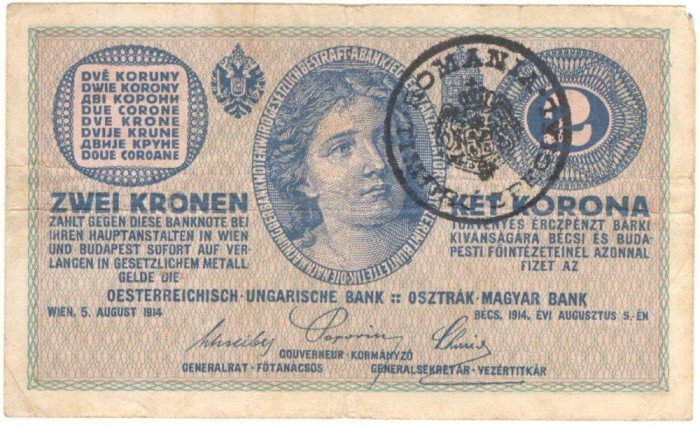 DVĚ KORUNY
DWIE KORONY
ДВІ КОРОНИ
DUE CORONE
DVE KRONE
DVIJE KRUNE
ДВИЈЕ КРУНЕ
DOUE COROANE
ROMANIA
2
ZWEI KRONEN
ZAHLT GEGEN DIESE BANKNOTE BEI
IHREN HAUPTANSTALTEN IN WIEN
UND BUDAPEST SOFORT AUF VER-
LANGEN IN GESETZLICHEM METALL-
GELDE DIE
KÉT KORONA
TÖRVÉNYES ÉRCZPÉNZT BÁRKI
KIVÁNSÁGÁRA BÉCSI ÉS BUDA-
PESTI FŐINTÉZETEINÉL AZONNAL
FIZET AZ
OESTERREICHISCH-UNGARISCHE BANK :: OSZTRÁK-MAGYAR BANK
WIEN, 5. AUGUST 1914
BÉCS, 1914. ÉVI AUGUSZTUS 5.-ÉN
GOUVERNEUR-KORMÁNYZÓ
GENERALRAT-FŐTANÁCSOS
GENERALSEKRETÄR-VEZÉRTITKÁR